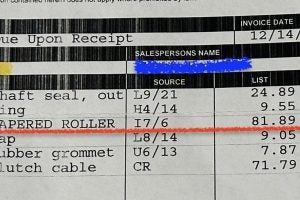 INVOICE DATE
ue Upon Receipt 12/14/
SALESPERSONS NAME
SOURCE LIST
haft seal, out L9/21 24.89
ing H4/14 9.55
APERED ROLLER I7/6 81.89
ap L8/14 9.05
ubber grommet U6/13 7.87
lutch cable CR 71.79